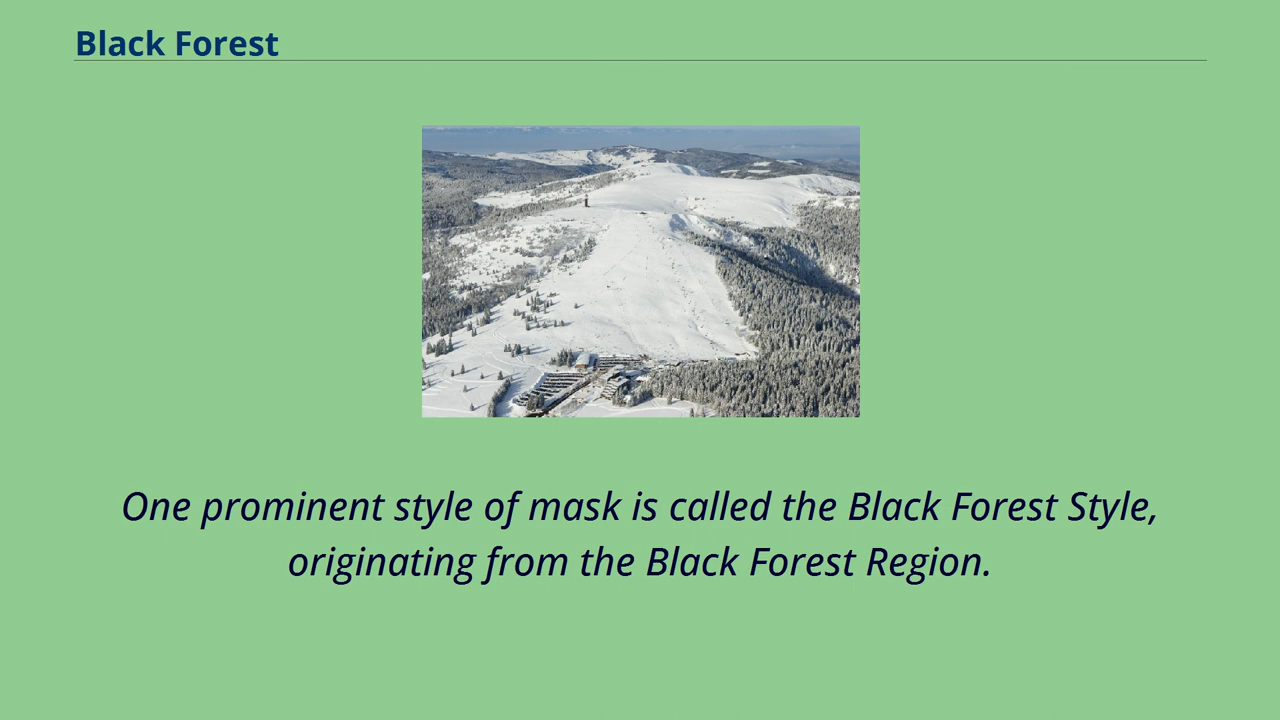 Black Forest
One prominent style of mask is called the Black Forest Style,
originating from the Black Forest Region.